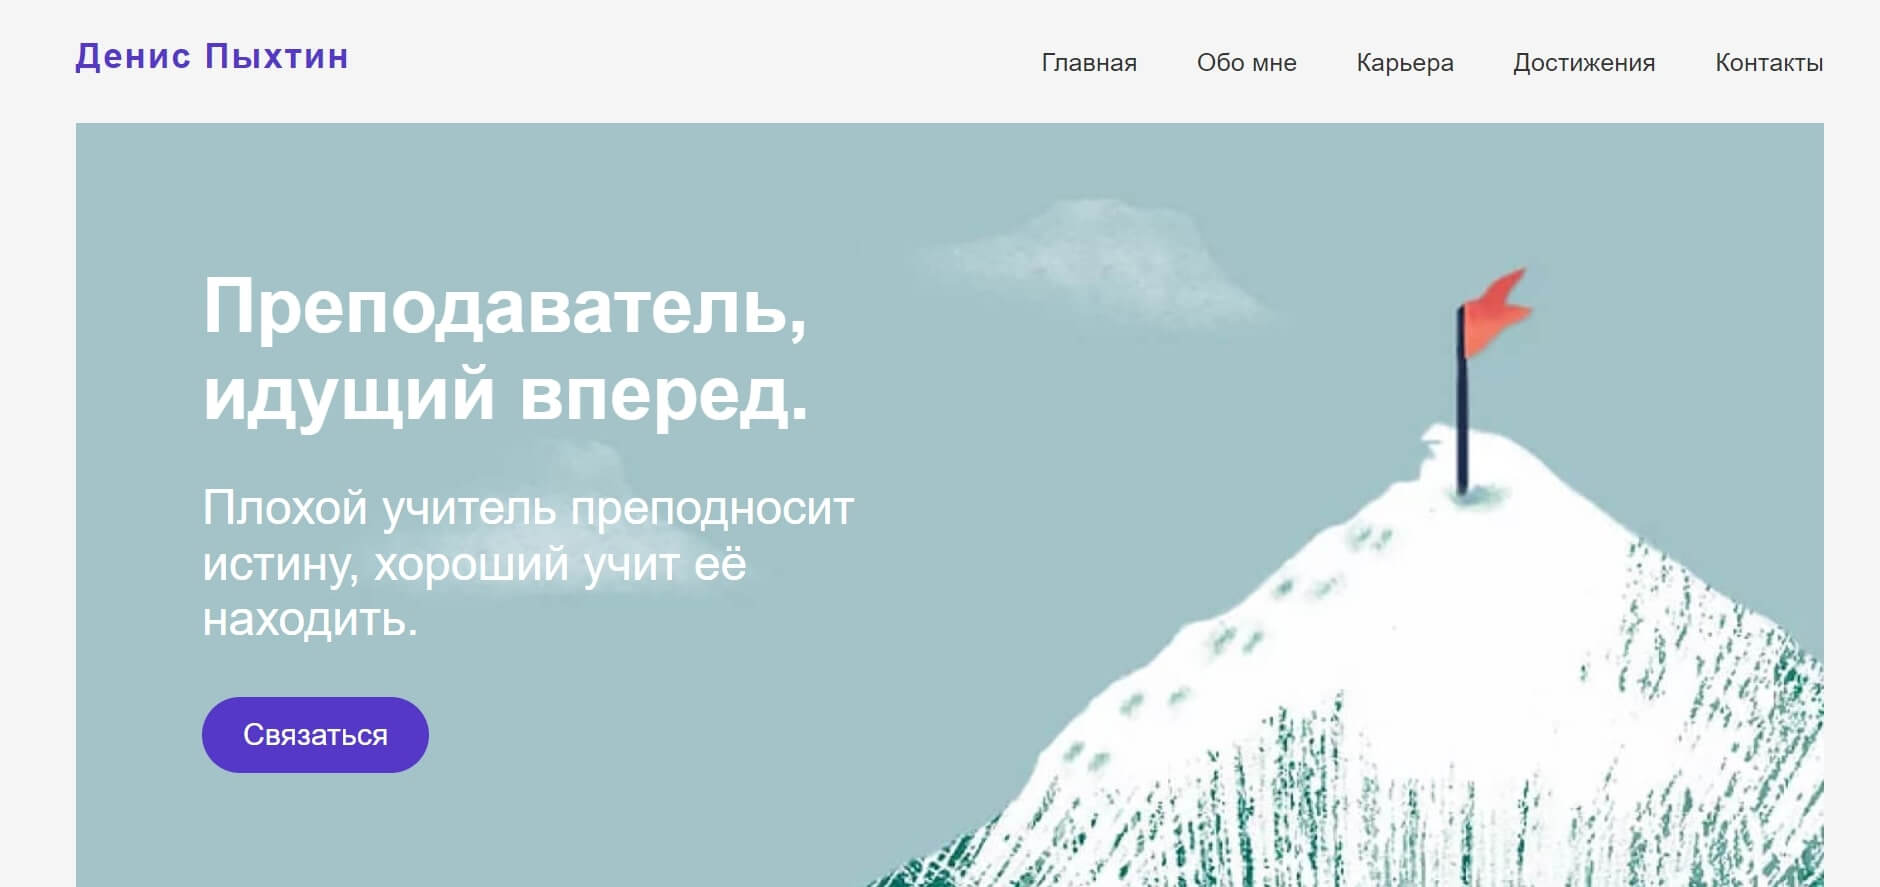 Денис Пыхтин
Главная Обо мне Карьера Достижения Контакты
Преподаватель,
идущий вперед.
Плохой учитель преподносит
истину, хороший учит её
находить.
Связаться